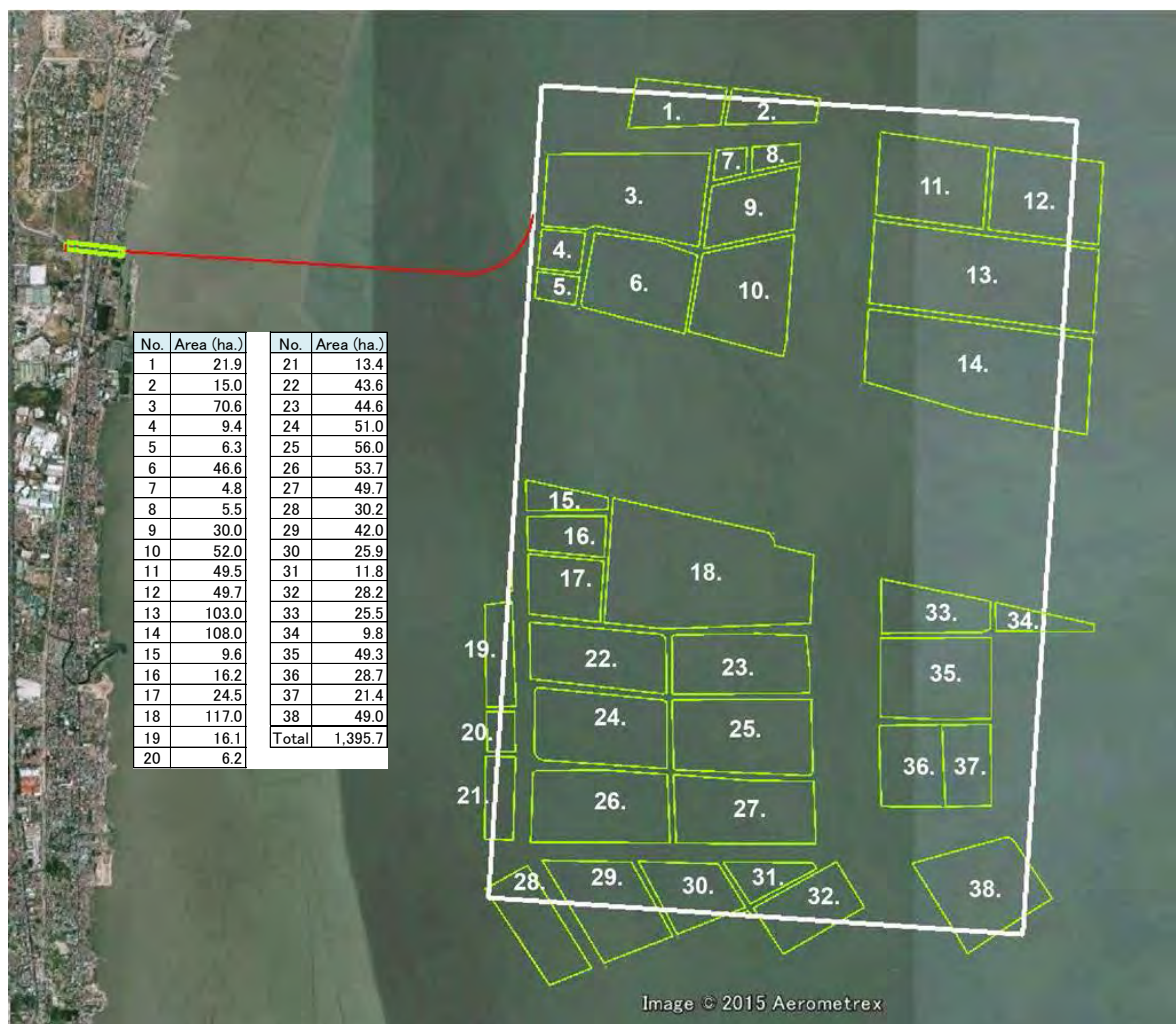 1. 2.
7. 8.
3. 9. 11. 12.
4.
5. 6. 10. 13.
14.
No. Area (ha.) No. Area (ha.)
1 21.9 21 13.4
2 15.0 22 43.6
3 70.6 23 44.6
4 9.4 24 51.0
5 6.3 25 56.0
6 46.6 26 53.7
7 4.8 27 49.7
8 5.5 28 30.2
9 30.0 29 42.0
10 52.0 30 25.9
11 49.5 31 11.8
12 49.7 32 28.2
13 103.0 33 25.5
14 108.0 34 9.8
15 9.6 35 49.3
16 16.2 36 28.7
17 24.5 37 21.4
18 117.0 38 49.0
19 16.1 Total 1,395.7
20 6.2
15.
16.
17. 18.
33. 34.
19. 22. 23. 35.
20. 24. 25.
21. 26. 27. 36. 37.
28. 29. 30. 31. 32. 38.
Image © 2015 Aerometrex